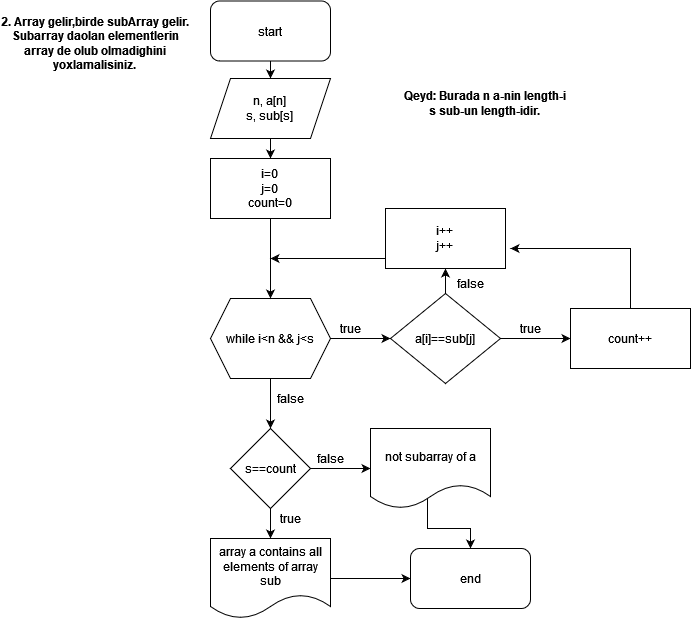 2. Array gelir,birde subArray gelir.
Subarray daolan elementlerin
array de olub olmadighini
yoxlamalisiniz.
start
n, a[n]
s, sub[s]
Qeyd: Burada n a-nin length-i
s sub-un length-idir.
i=0
j=0
count=0
i++
j++
false
while i<n && j<s
true
a[i]==sub[j]
true
count++
false
s==count
false
not subarray of a
true
array a contains all
elements of array
sub
end